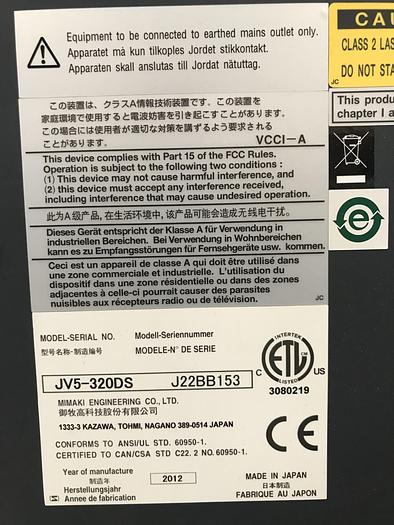 Equipment to be connected to earthed mains outlet only.
Apparatet må kun tilkoples Jordet stikkontakt.
Apparaten skall anslutas till Jordat nätuttag.
CAU
CLASS 2 LAS
DO NOT STA
JC
この装置は、クラスA情報技術装置です。この装置を
家庭環境で使用すると電波妨害を引き起こすことがあります。
この場合には使用者が適切な対策を講ずるよう要求される
ことがあります。
VCCI-A
This device complies with Part 15 of the FCC Rules.
Operation is subject to the following two conditions :
(1) This device may not cause harmful interference, and
(2) this device must accept any interference received,
including interference that may cause undesired operation.
此为A级产品, 在生活环境中, 该产品可能会造成无线电干扰。
Dieses Gerät entspricht der Klasse A für Verwendung in
industriellen Bereichen. Bei Verwendung in Wohnbereichen
kann es zu Empfangsstörungen für Fernsehgeräte usw. kommen.
Ceci est un appareil de classe A qui doit être utilisé dans
une zone commerciale et industrielle. L'utilisation du
dispositif dans une zone résidentielle ou dans des zones
adjacentes à celle-ci pourrait causer des parasites
nuisibles aux récepteurs radio ou de télévision.
JC
This produ
chapter I a
e
MODEL-SERIAL NO.
Modell-Seriennummer
型号名称·制造編号
MODELE-N° DE SERIE
JV5-320DS
J22BB153
INTERTEK
ETL
LISTED
C
US
3080219
MIMAKI ENGINEERING CO., LTD.
御牧高科技股份有限公司
1333-3 KAZAWA, TOHMI, NAGANO 389-0514 JAPAN
CONFORMS TO ANSI/UL STD. 60950-1.
CERTIFIED TO CAN/CSA STD C22. 2 NO. 60950-1.
CE
Year of manufacture
制造年
Herstellungsjahr
Année de fabrication
2012
MADE IN JAPAN
日本制造
FABRIQUE AU JAPON
JC